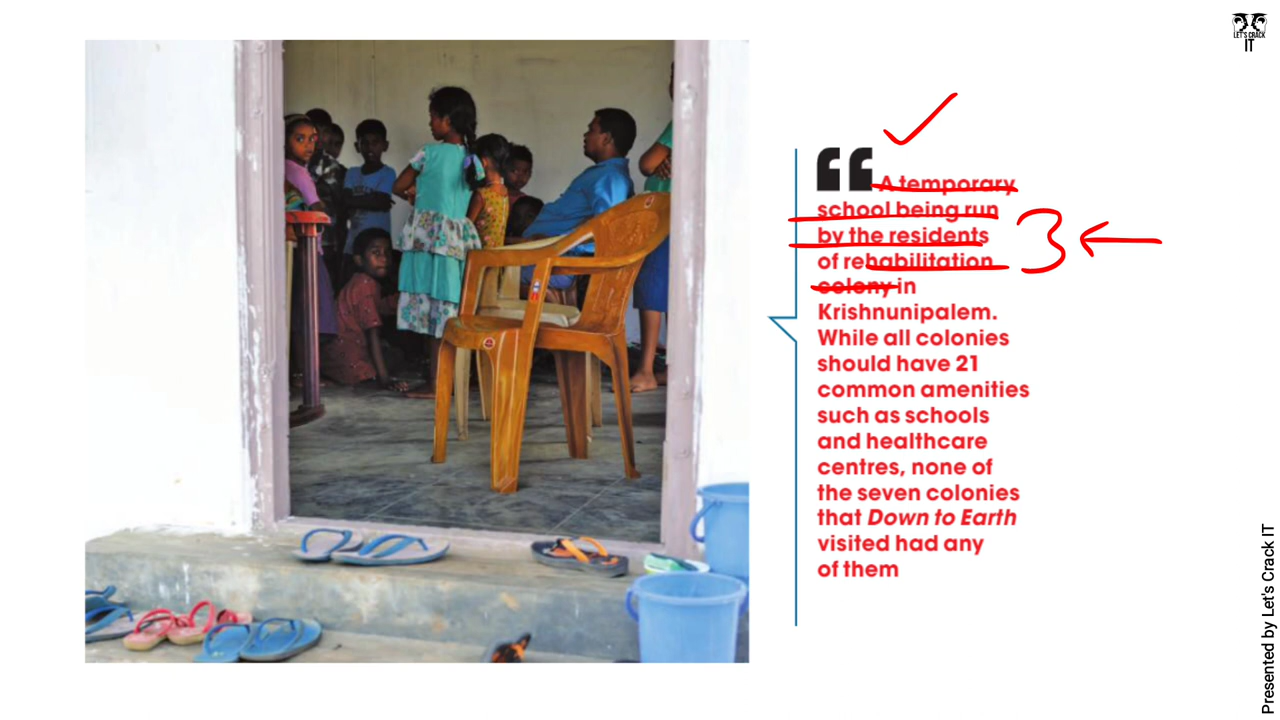 LET'S CRACK
IT
A temporary
school being run
by the residents
of rehabilitation
colony in
Krishnunipalem.
While all colonies
should have 21
common amenities
such as schools
and healthcare
centres, none of
the seven colonies
that Down to Earth
visited had any
of them
Presented by Let's Crack IT